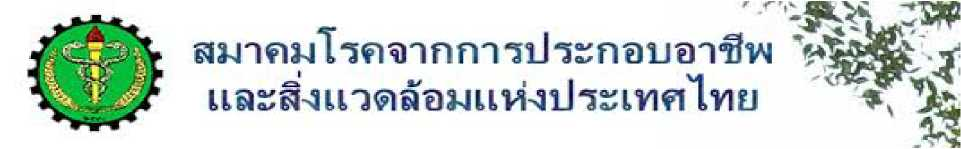 สมาคมโรคจากการประกอบอาชีพ
และสิ่งแวดล้อมแห่งประเทศไทย